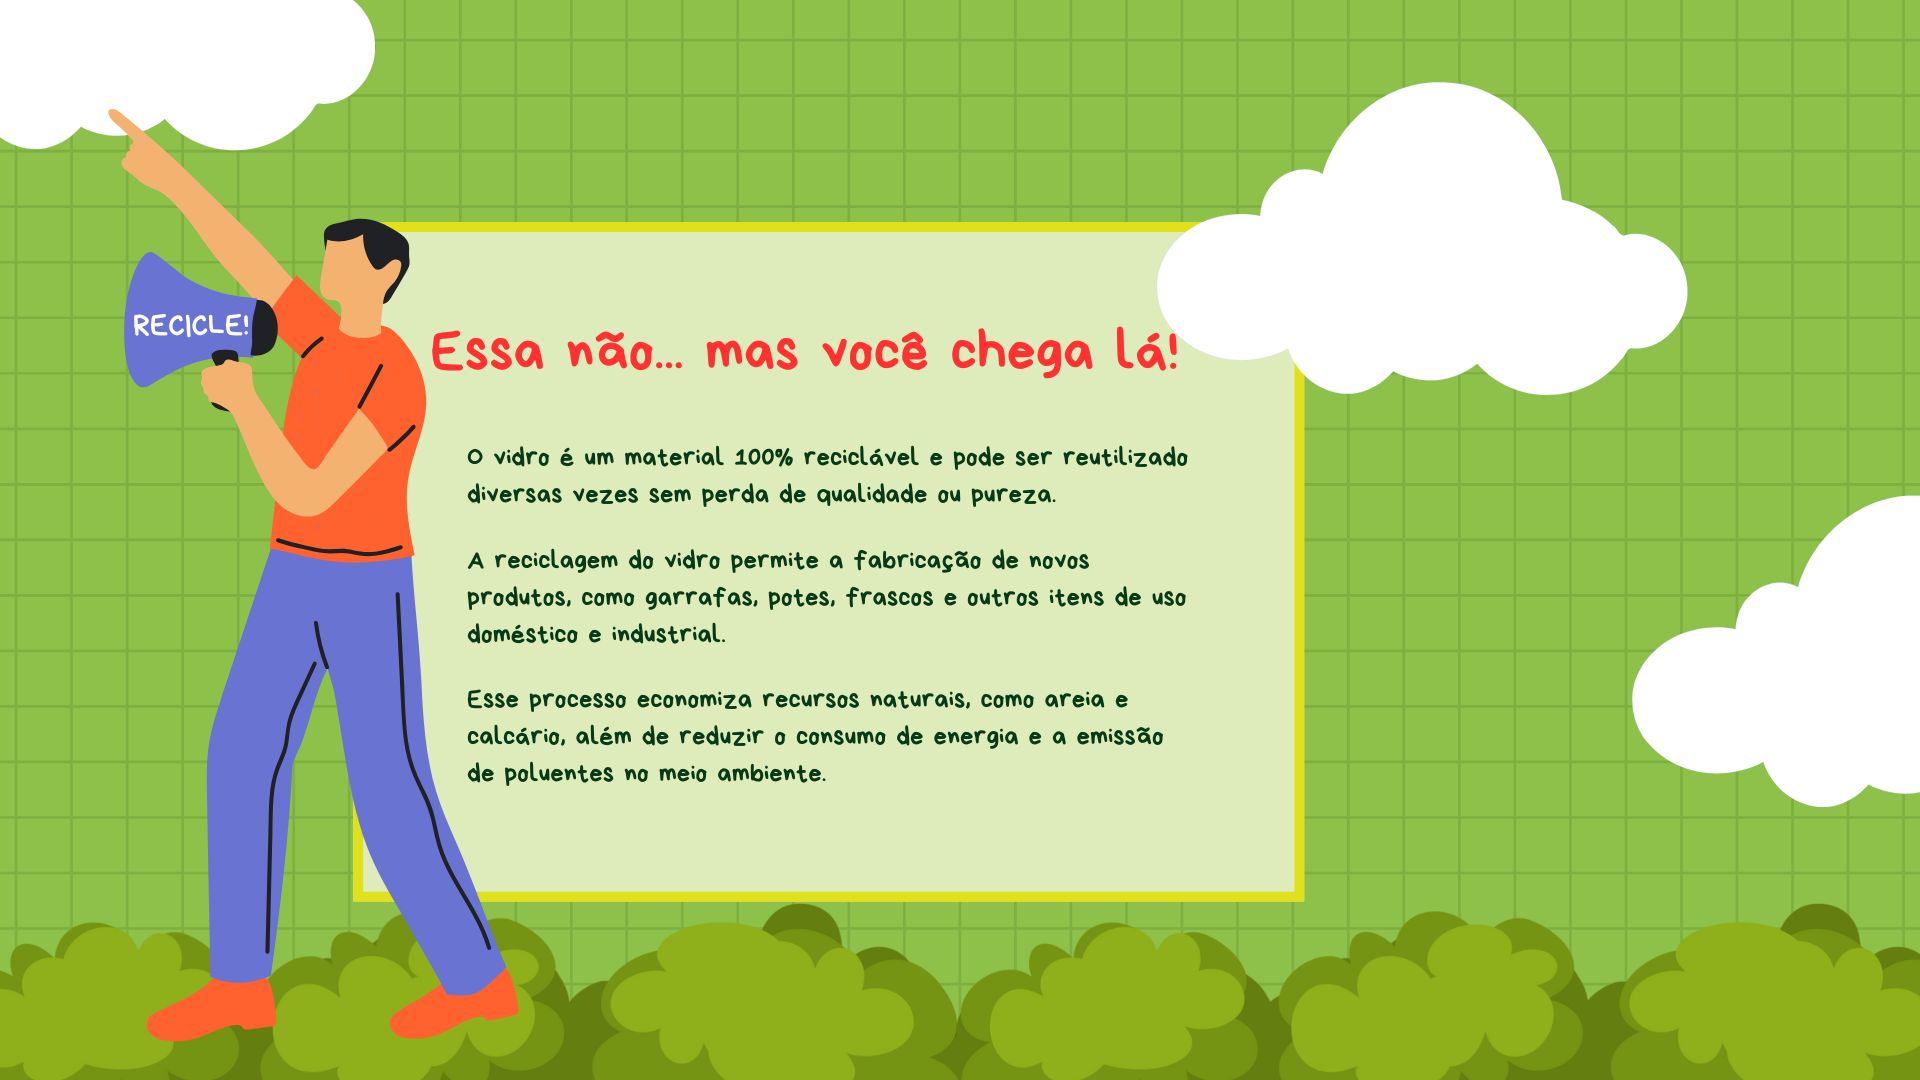 RECICLE!
Essa não... mas você chega lá!
O vidro é um material 100% reciclável e pode ser reutilizado
diversas vezes sem perda de qualidade ou pureza.
A reciclagem do vidro permite a fabricação de novos
produtos, como garrafas, potes, frascos e outros itens de uso
doméstico e industrial.
Esse processo economiza recursos naturais, como areia e
calcário, além de reduzir o consumo de energia e a emissão
de poluentes no meio ambiente.